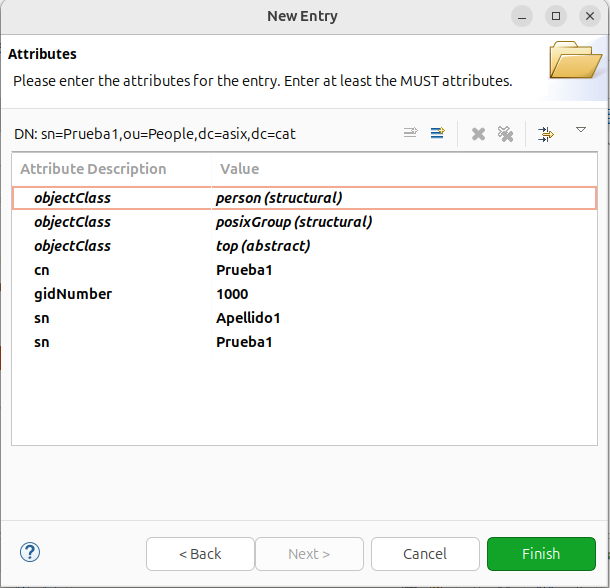 New Entry
Attributes
Please enter the attributes for the entry. Enter at least the MUST attributes.
DN: sn=Prueba1,ou=People,dc=asix,dc=cat
Attribute Description Value
objectClass person (structural)
objectClass posixGroup (structural)
objectClass top (abstract)
cn Prueba1
gidNumber 1000
sn Apellido1
sn Prueba1
? < Back Next > Cancel Finish